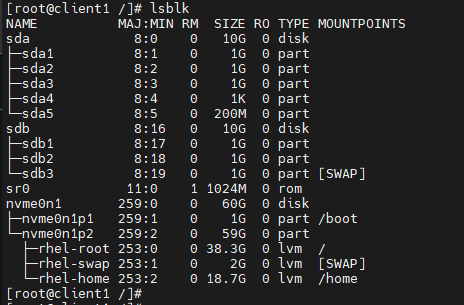 [root@client1 /]# lsblk
NAME          MAJ:MIN RM  SIZE RO TYPE MOUNTPOINTS
sda             8:0    0   10G  0 disk
├─sda1          8:1    0    1G  0 part
├─sda2          8:2    0    1G  0 part
├─sda3          8:3    0    1G  0 part
├─sda4          8:4    0    1K  0 part
└─sda5          8:5    0  200M  0 part
sdb             8:16   0   10G  0 disk
├─sdb1          8:17   0    1G  0 part
├─sdb2          8:18   0    1G  0 part
└─sdb3          8:19   0    1G  0 part [SWAP]
sr0            11:0    1 1024M  0 rom
nvme0n1       259:0    0   60G  0 disk
├─nvme0n1p1   259:1    0    1G  0 part /boot
└─nvme0n1p2   259:2    0   59G  0 part
  ├─rhel-root 253:0    0 38.3G  0 lvm  /
  ├─rhel-swap 253:1    0    2G  0 lvm  [SWAP]
  └─rhel-home 253:2    0 18.7G  0 lvm  /home
[root@client1 /]#
[root@client1 /]#